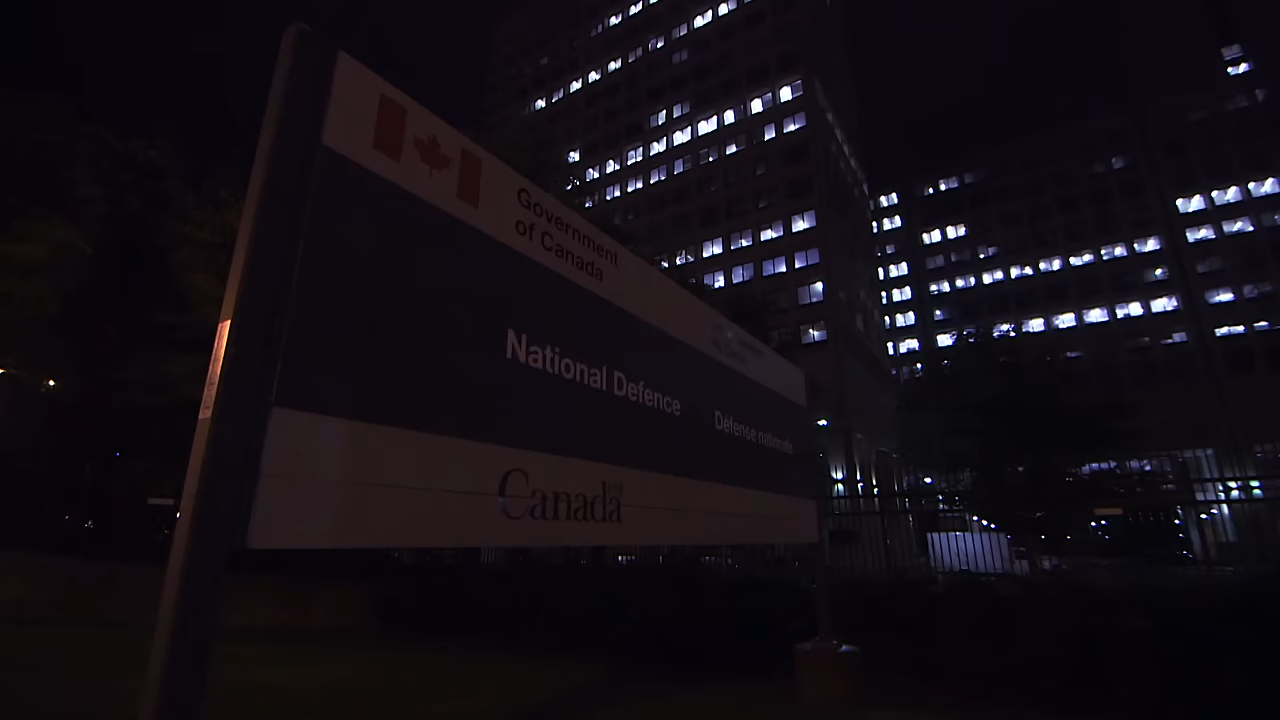 Government
of Canada
National Defence
Défense nationale
Canada